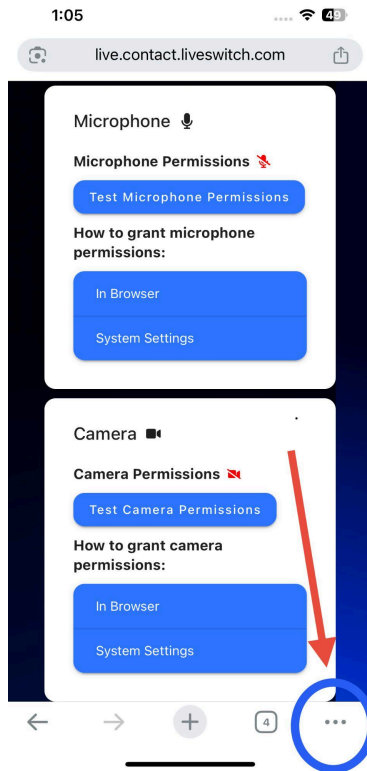 1:05
49
live.contact.liveswitch.com
Microphone
Microphone Permissions
Test Microphone Permissions
How to grant microphone
permissions:
In Browser
System Settings
Camera
Camera Permissions
Test Camera Permissions
How to grant camera
permissions:
In Browser
System Settings
4